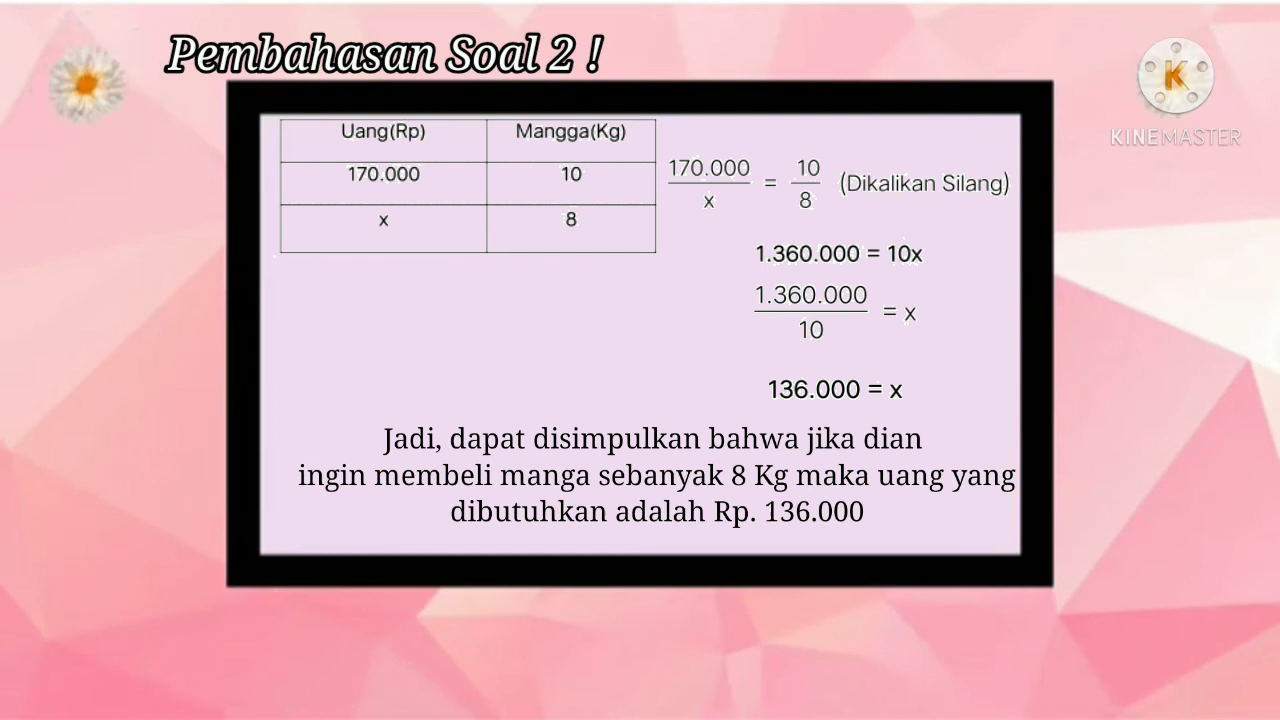 Pembahasan Soal 2 !
KINEMASTER
Uang(Rp) Mangga(Kg)
170.000 10
x 8
170.000 / x = 10 / 8 (Dikalikan Silang)
1.360.000 = 10x
1.360.000 / 10 = x
136.000 = x
Jadi, dapat disimpulkan bahwa jika dian
ingin membeli manga sebanyak 8 Kg maka uang yang
dibutuhkan adalah Rp. 136.000